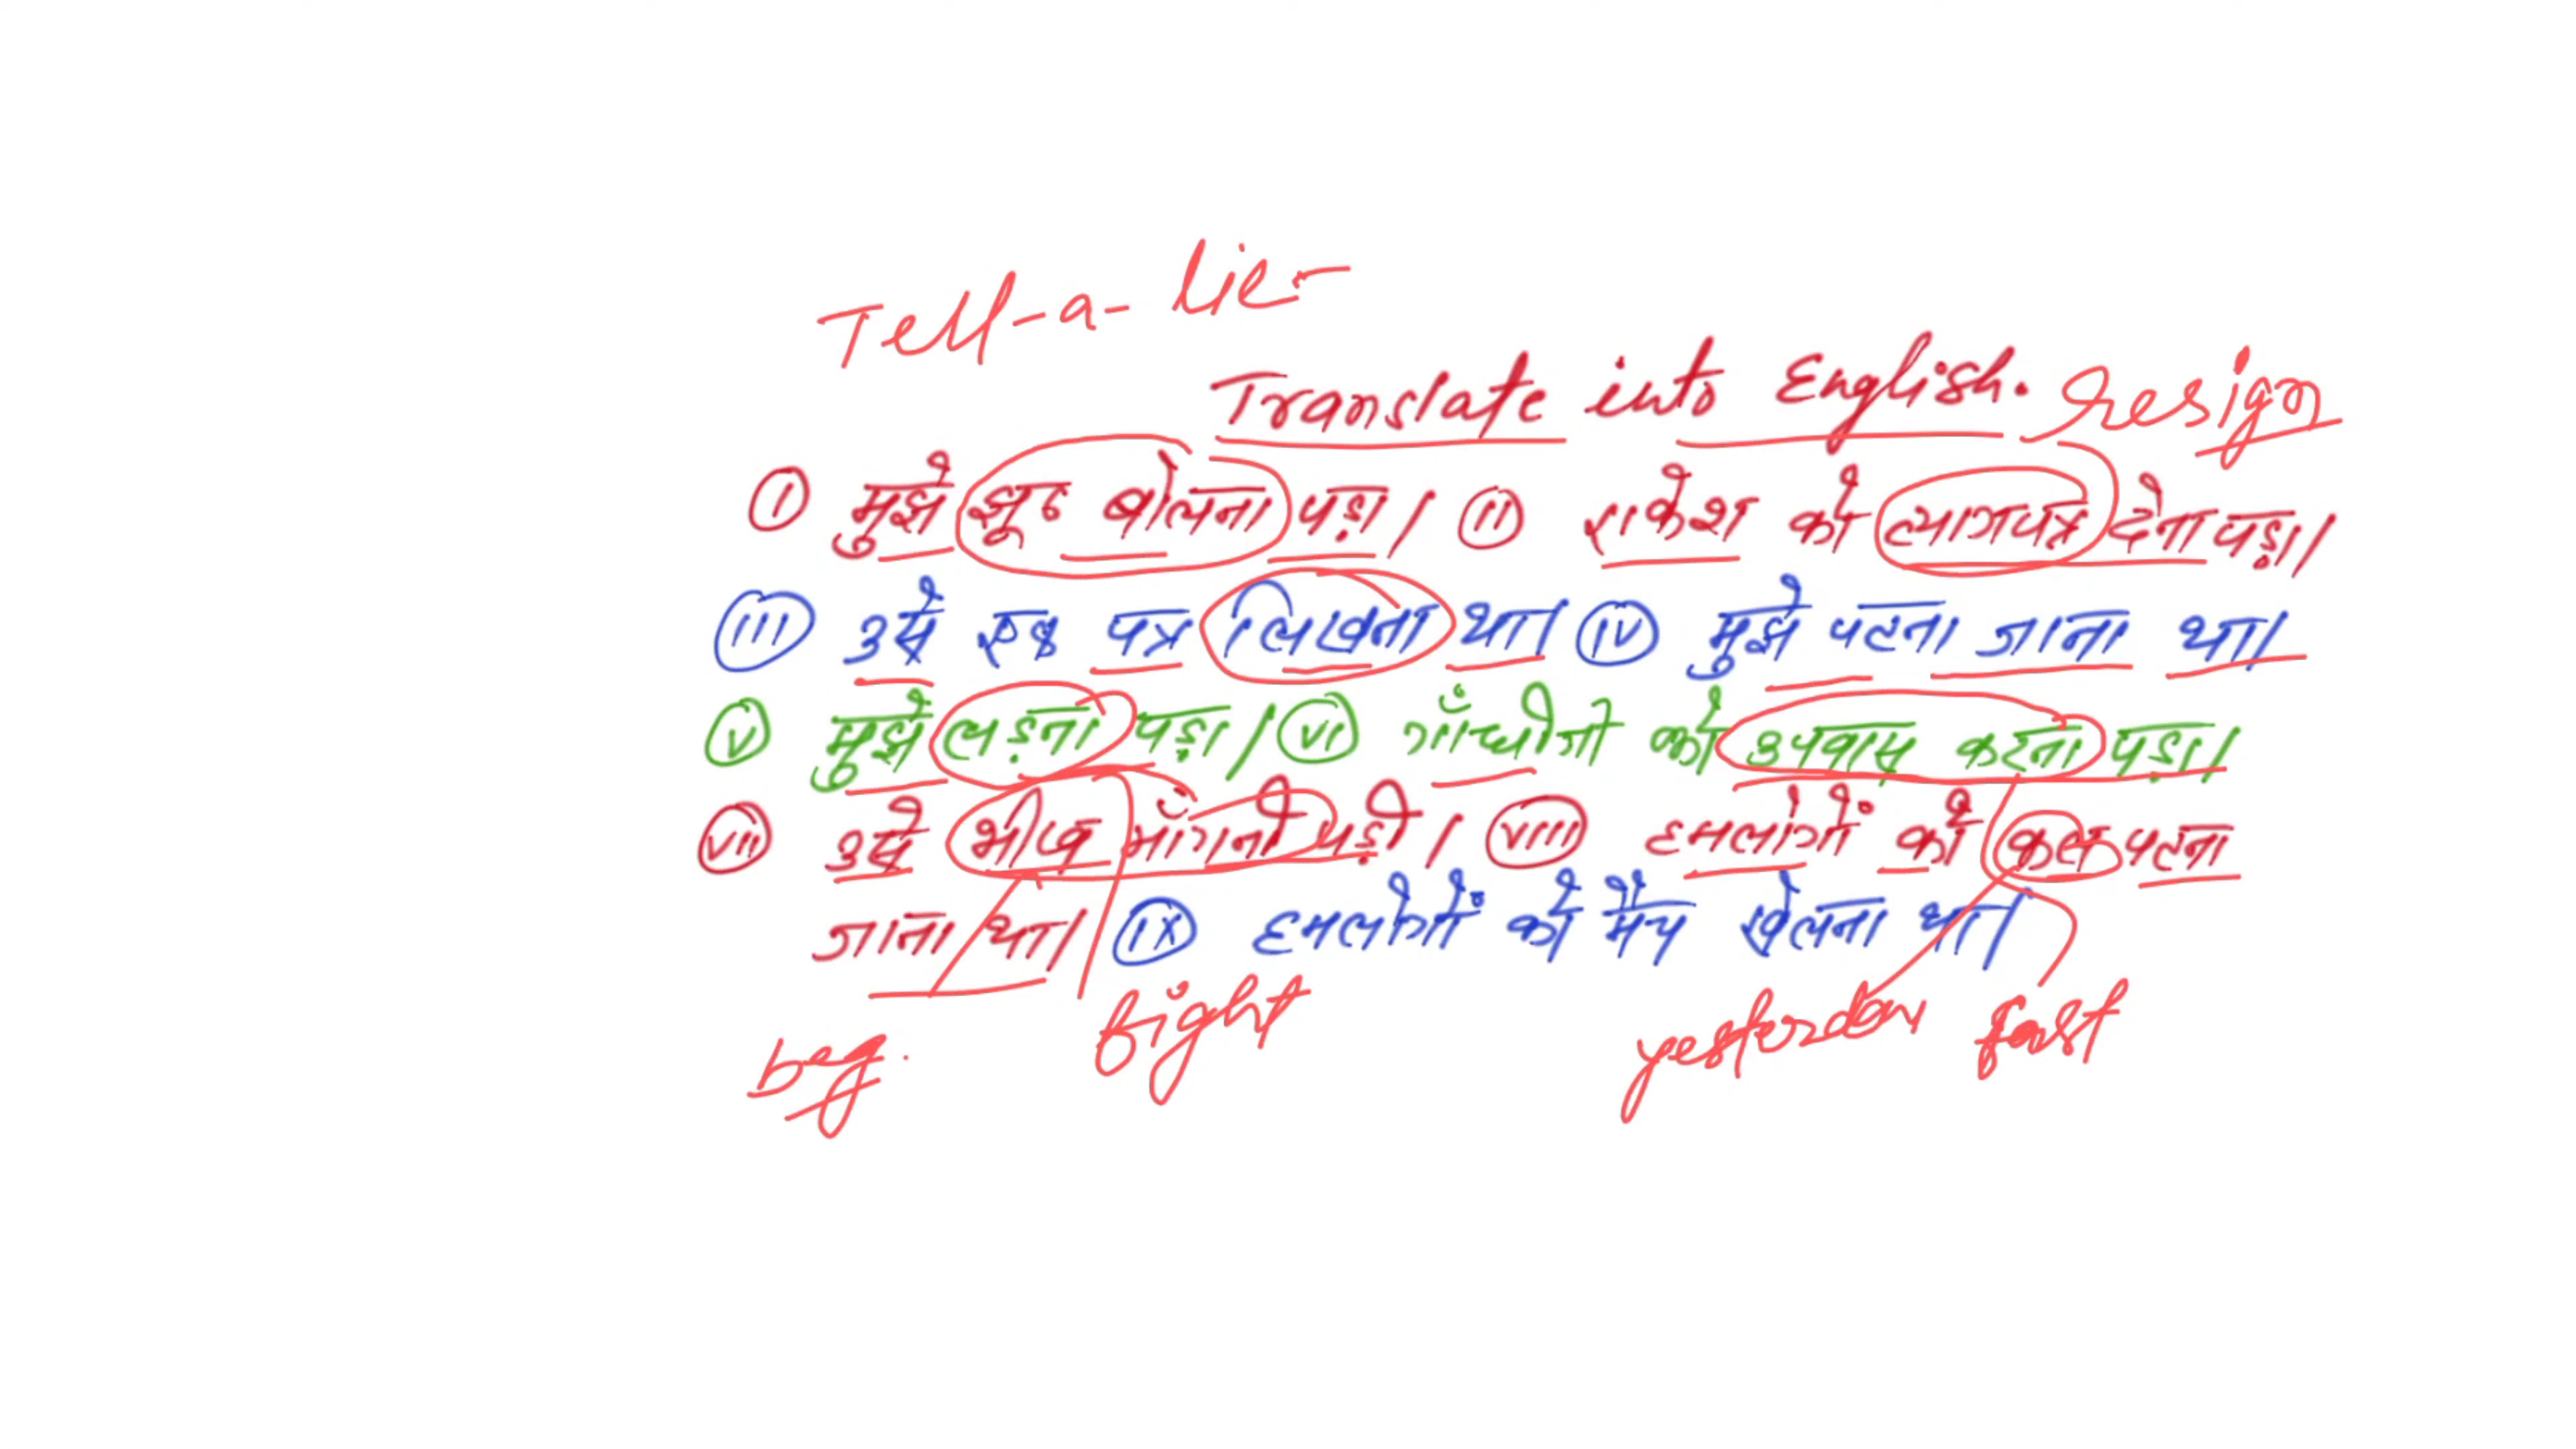 Tell-a-lie-
Translate into English. resign
(i) मुझे झूठ बोलना पड़ा। (ii) राकेश को त्यागपत्र देना पड़ा।
(iii) उसे एक पत्र लिखना था। (iv) मुझे पटना जाना था।
(v) मुझे लड़ना पड़ा। (vi) गाँधीजी को उपवास करना पड़ा।
(vii) उसे भीख माँगनी पड़ी। (viii) हमलोगों को कल पटना
जाना था। (ix) हमलोगों को मैच खेलना था।
beg. fight yesterday fast